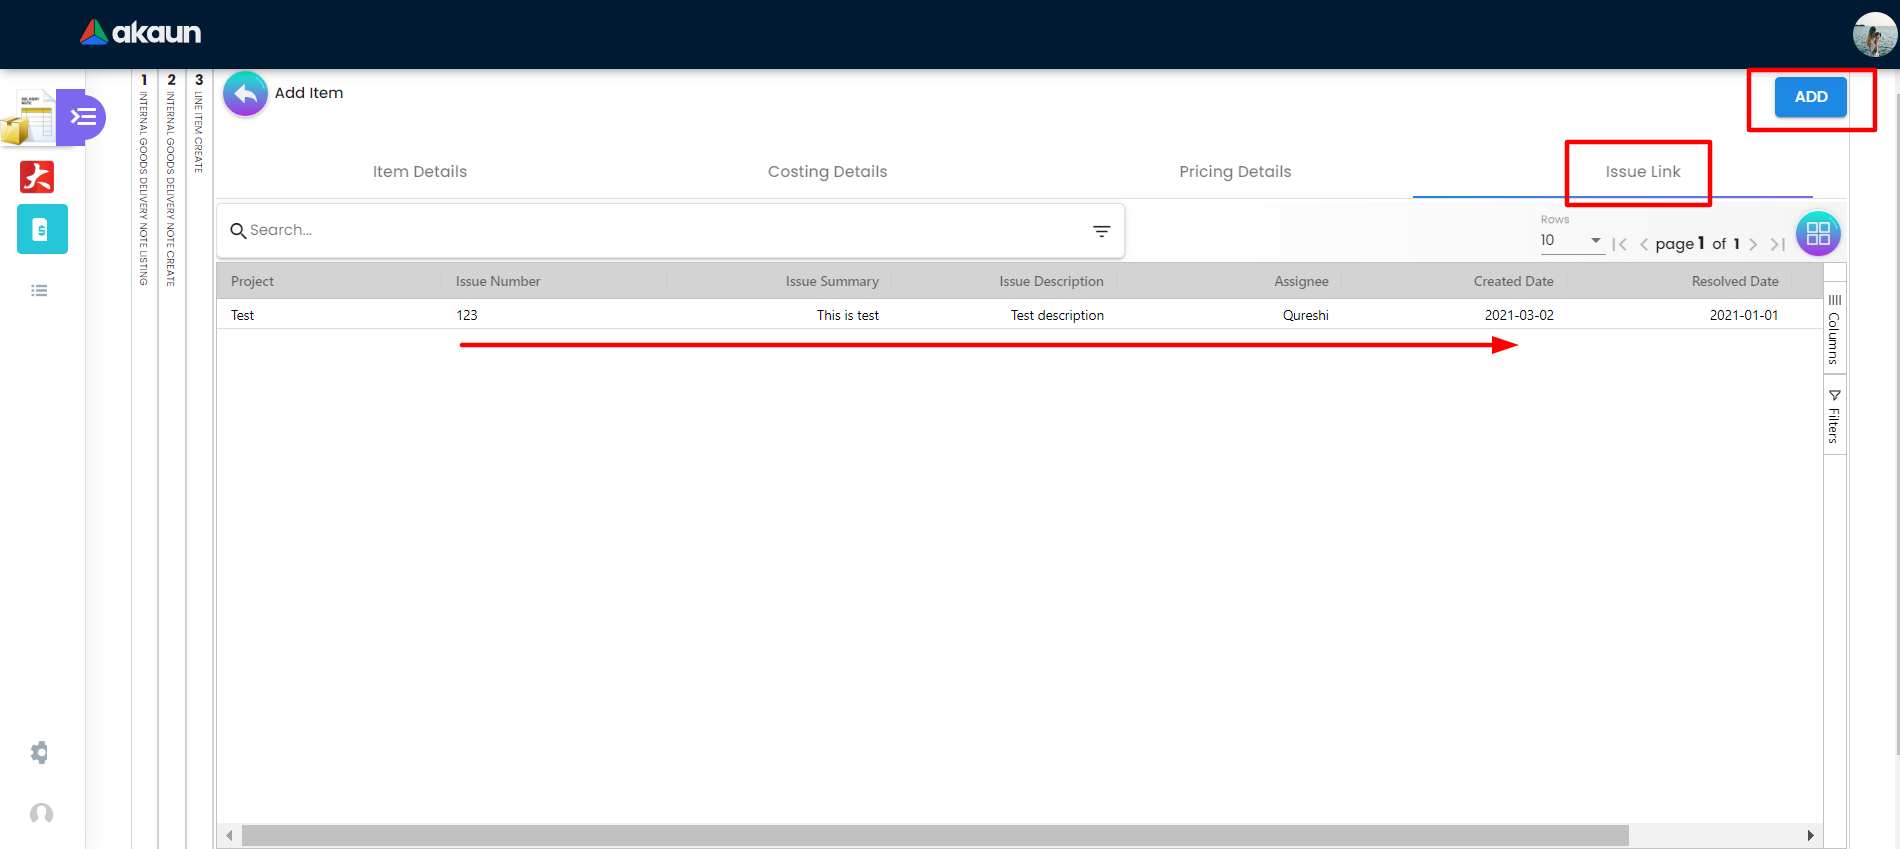 akaun
1 INTERNAL GOODS DELIVERY NOTE LISTING
2 INTERNAL GOODS DELIVERY NOTE CREATE
3 LINE ITEM CREATE
Add Item
ADD
Item Details Costing Details Pricing Details Issue Link
Search...
Rows
10
page 1 of 1
Project Issue Number Issue Summary Issue Description Assignee Created Date Resolved Date
Test 123 This is test Test description Qureshi 2021-03-02 2021-01-01
Columns
Filters